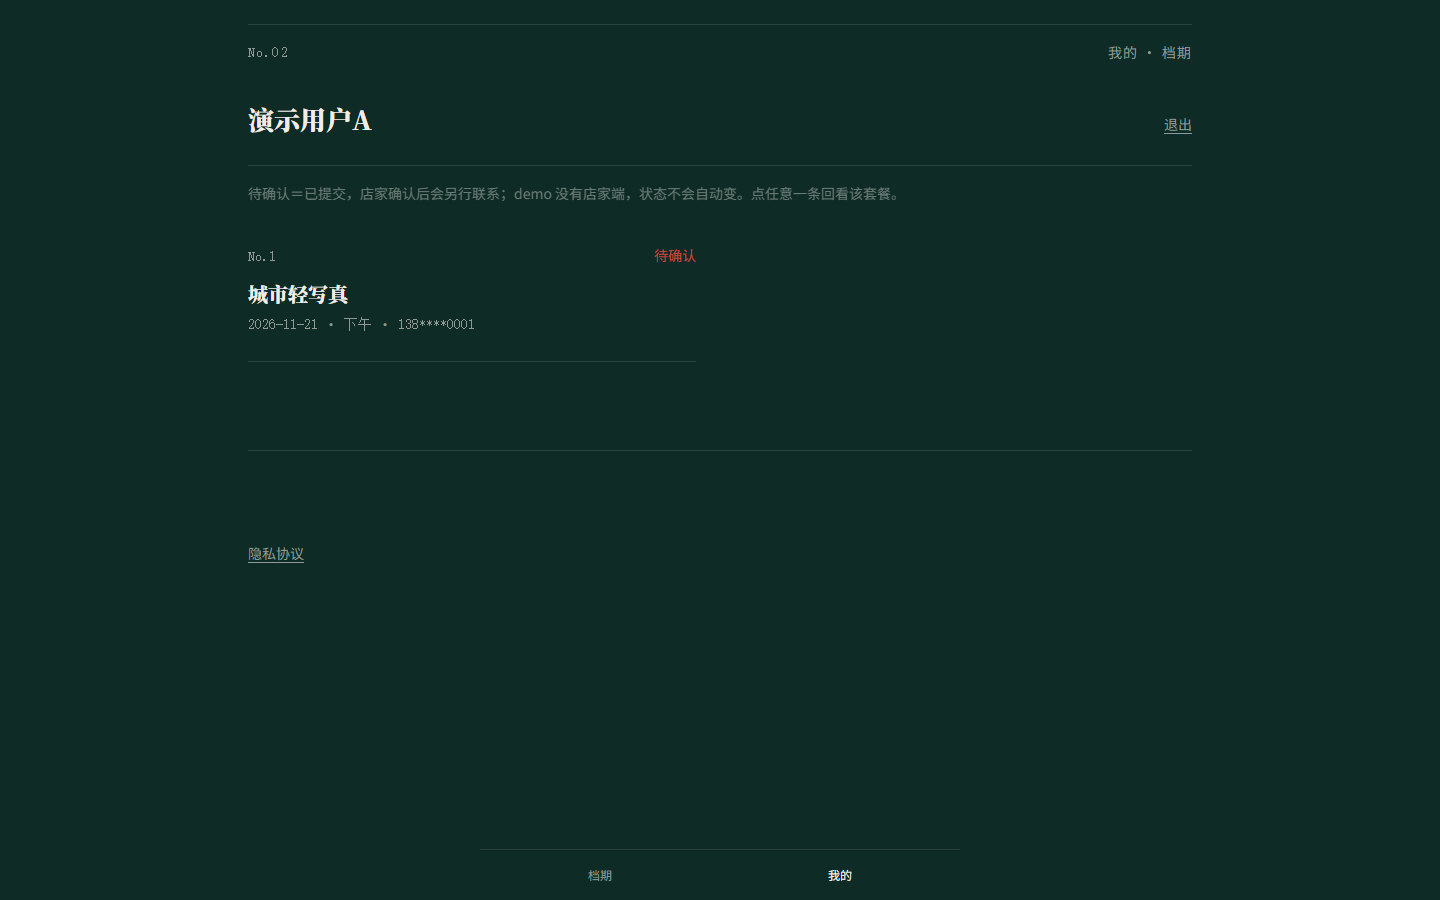 No.02
我的 · 档期
演示用户A
退出
待确认＝已提交，店家确认后会另行联系；demo 没有店家端，状态不会自动变。点任意一条回看该套餐。
No.1
待确认
城市轻写真
2026-11-21 · 下午 · 138****0001
隐私协议
档期
我的